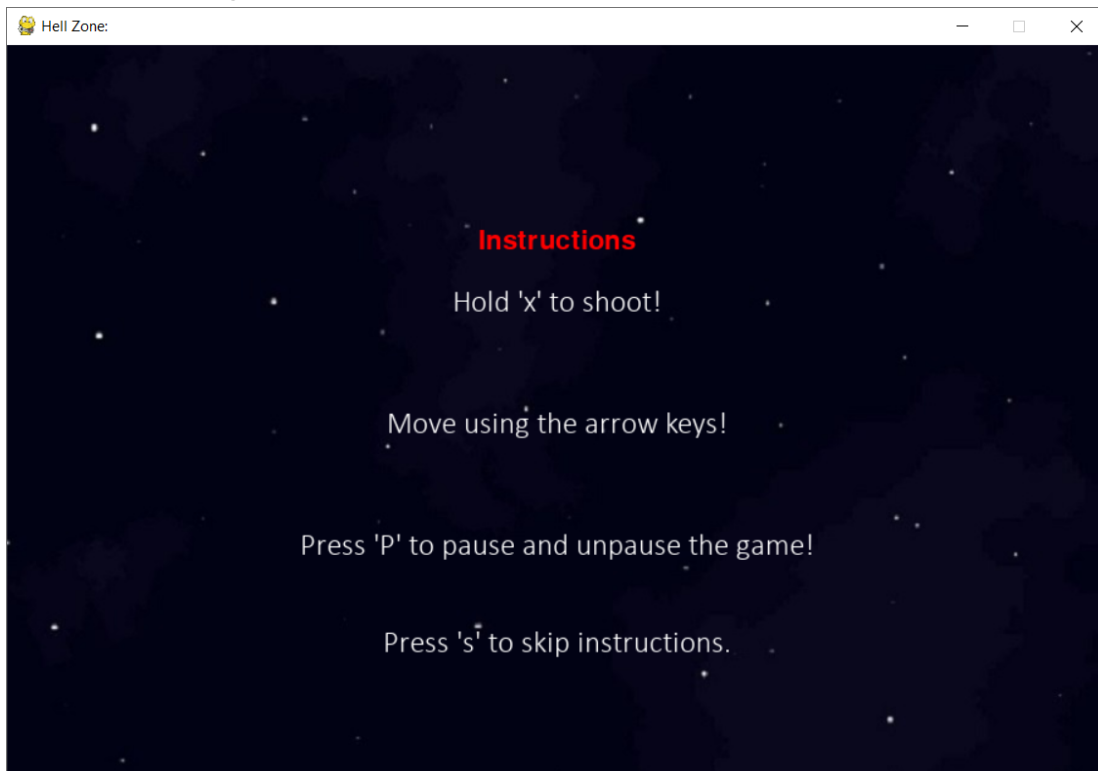 Hell Zone:
Instructions
Hold 'x' to shoot!
Move using the arrow keys!
Press 'P' to pause and unpause the game!
Press 's' to skip instructions.